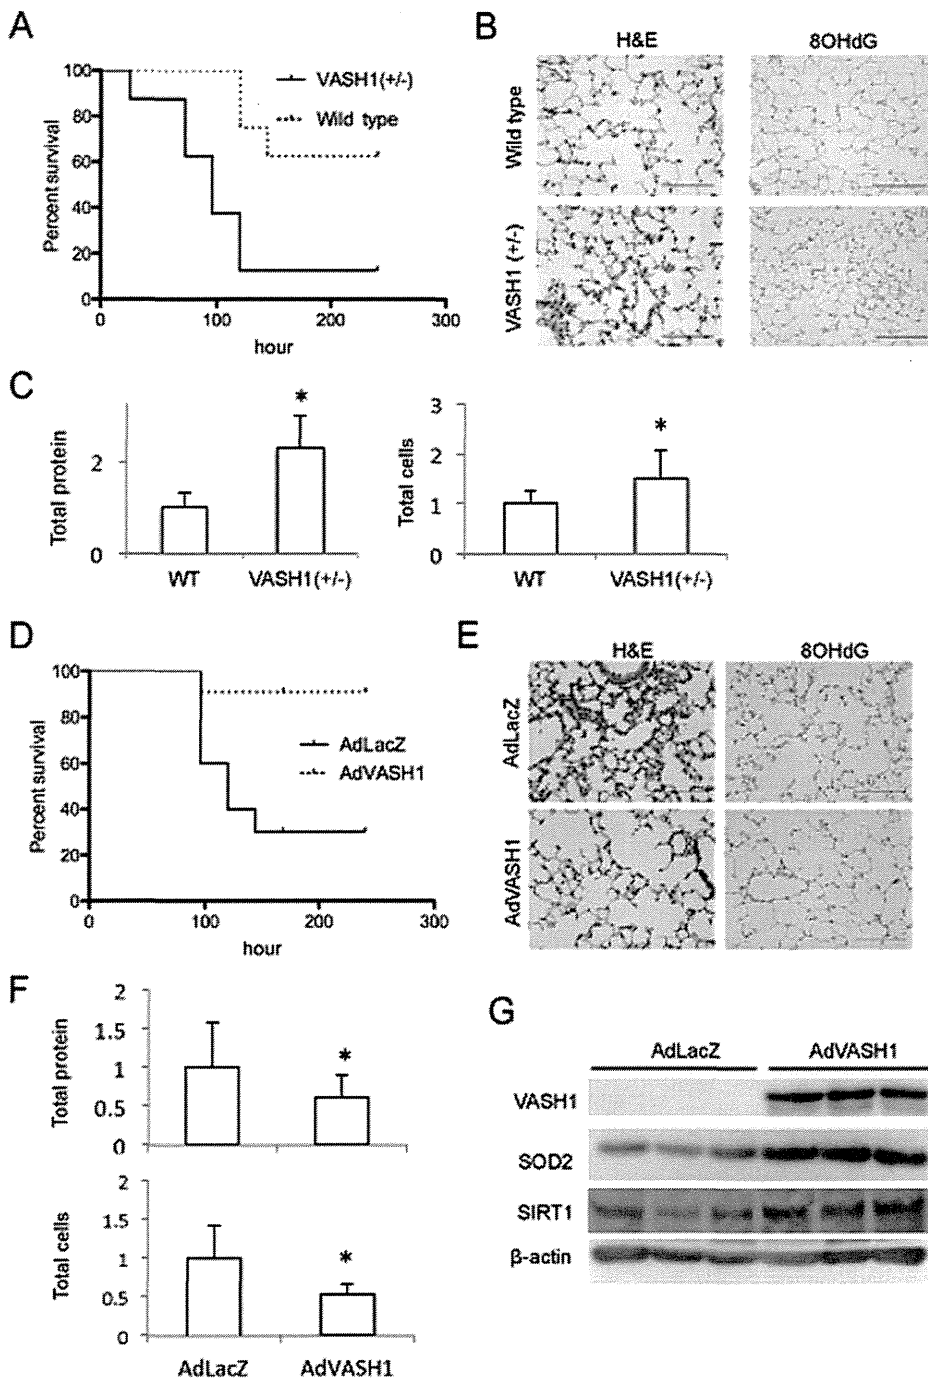 A
Percent survival
100
80
60
40
20
0
0 100 200 300
hour
VASH1(+/-)
Wild type
B
H&E 8OHdG
Wild type
VASH1 (+/-)
C
Total protein
2
0
*
WT VASH1(+/-)
Total cells
3
2
1
0
*
WT VASH1(+/-)
D
Percent survival
100
80
60
40
20
0
0 100 200 300
hour
AdLacZ
AdVASH1
E
H&E 8OHdG
AdLacZ
AdVASH1
F
Total protein
2
1.5
1
0.5
0
*
Total cells
2
1.5
1
0.5
0
*
AdLacZ AdVASH1
G
AdLacZ AdVASH1
VASH1
SOD2
SIRT1
β-actin